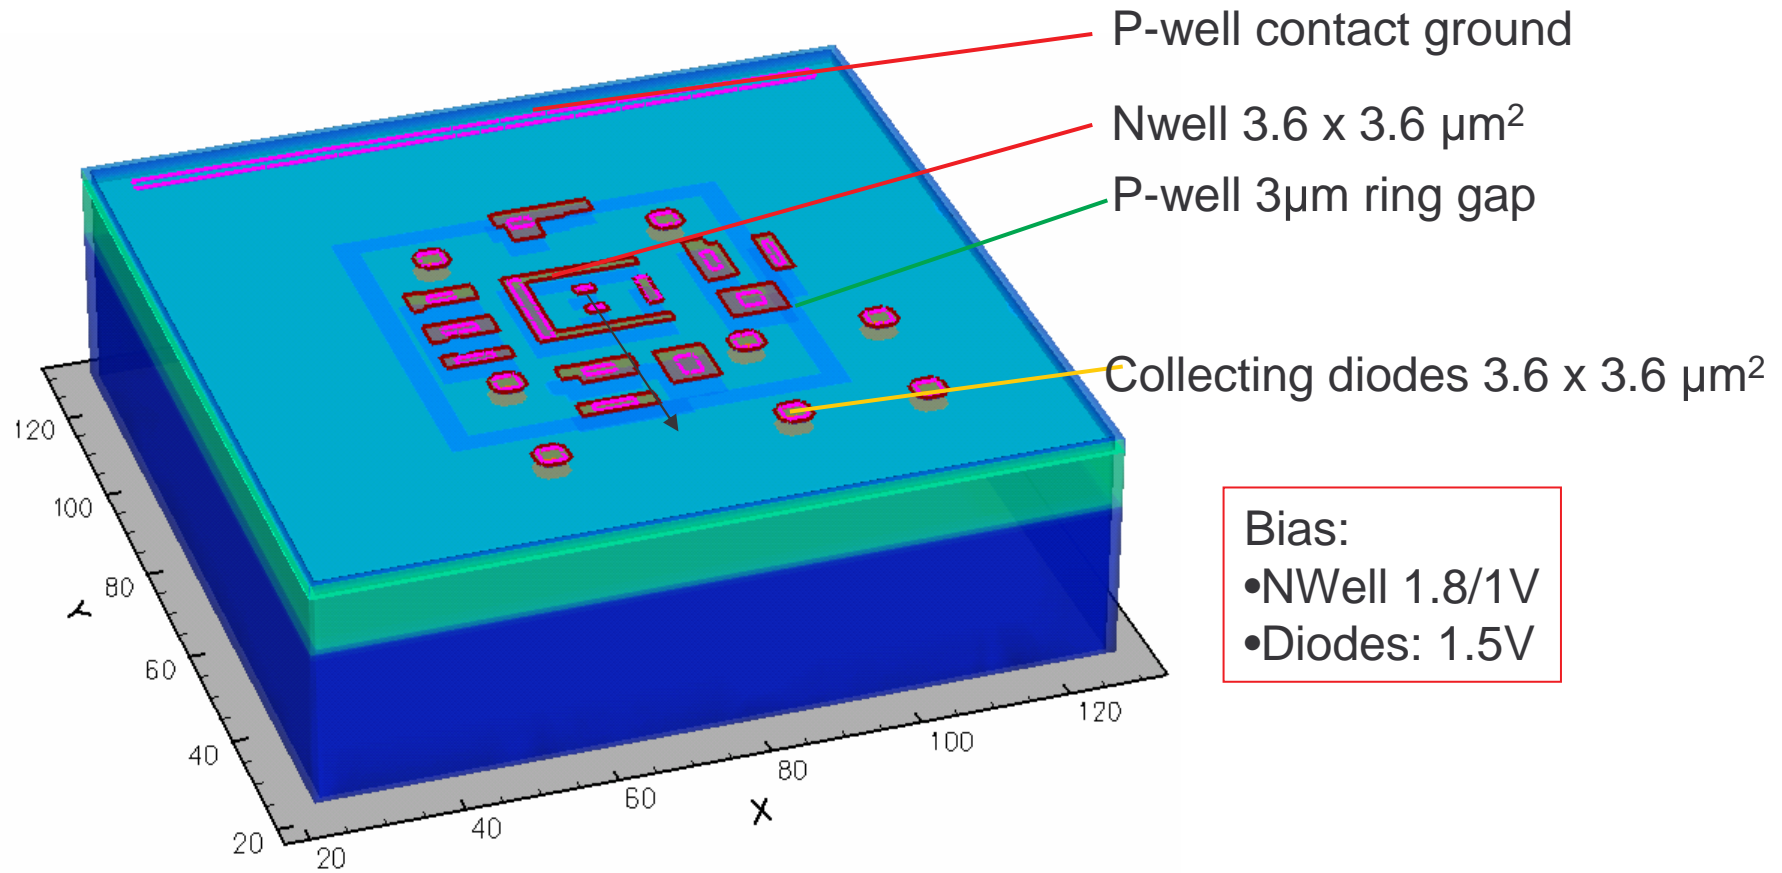 P-well contact ground
Nwell 3.6 x 3.6 µm²
P-well 3µm ring gap
Collecting diodes 3.6 x 3.6 µm²
Bias:
•NWell 1.8/1V
•Diodes: 1.5V
120
100
80
60
40
20
Y
20
40
60
80
100
120
X